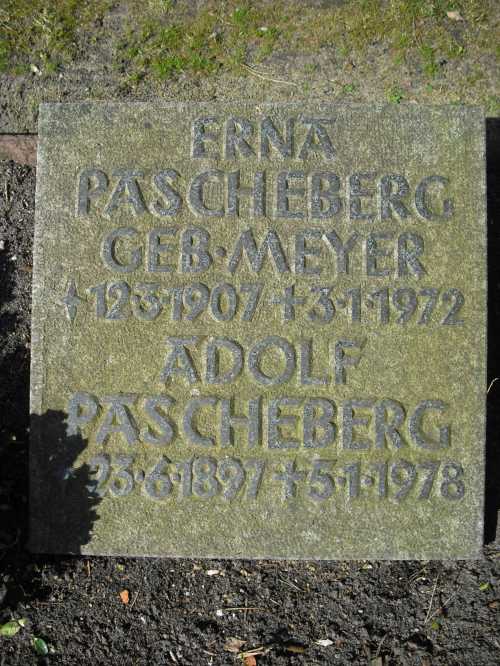 ERNA
PASCHEBERG
GEB·MEYER
*12·3·1907 +3·1·1972
ADOLF
PASCHEBERG
*23·6·1897 +5·1·1978